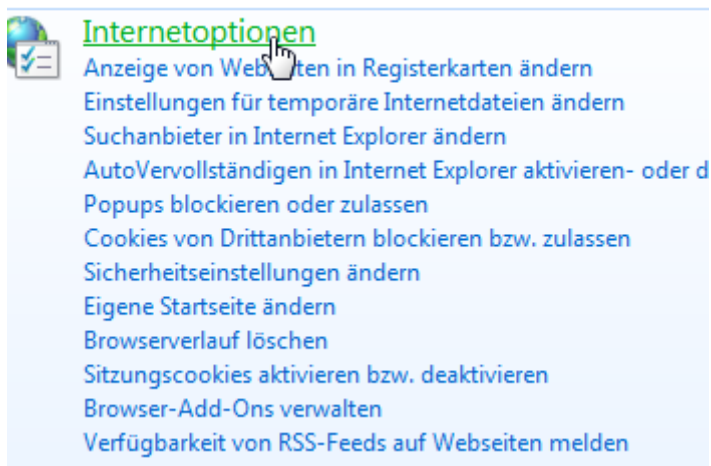 Internetoptionen
Anzeige von Webseiten in Registerkarten ändern
Einstellungen für temporäre Internetdateien ändern
Suchanbieter in Internet Explorer ändern
AutoVervollständigen in Internet Explorer aktivieren- oder d
Popups blockieren oder zulassen
Cookies von Drittanbietern blockieren bzw. zulassen
Sicherheitseinstellungen ändern
Eigene Startseite ändern
Browserverlauf löschen
Sitzungscookies aktivieren bzw. deaktivieren
Browser-Add-Ons verwalten
Verfügbarkeit von RSS-Feeds auf Webseiten melden